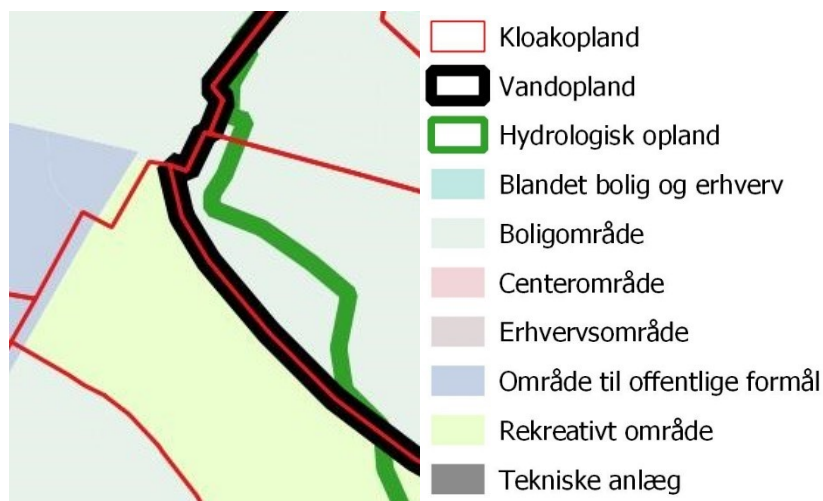 Kloakopland
Vandopland
Hydrologisk opland
Blandet bolig og erhverv
Boligområde
Centerområde
Erhvervsområde
Område til offentlige formål
Rekreativt område
Tekniske anlæg